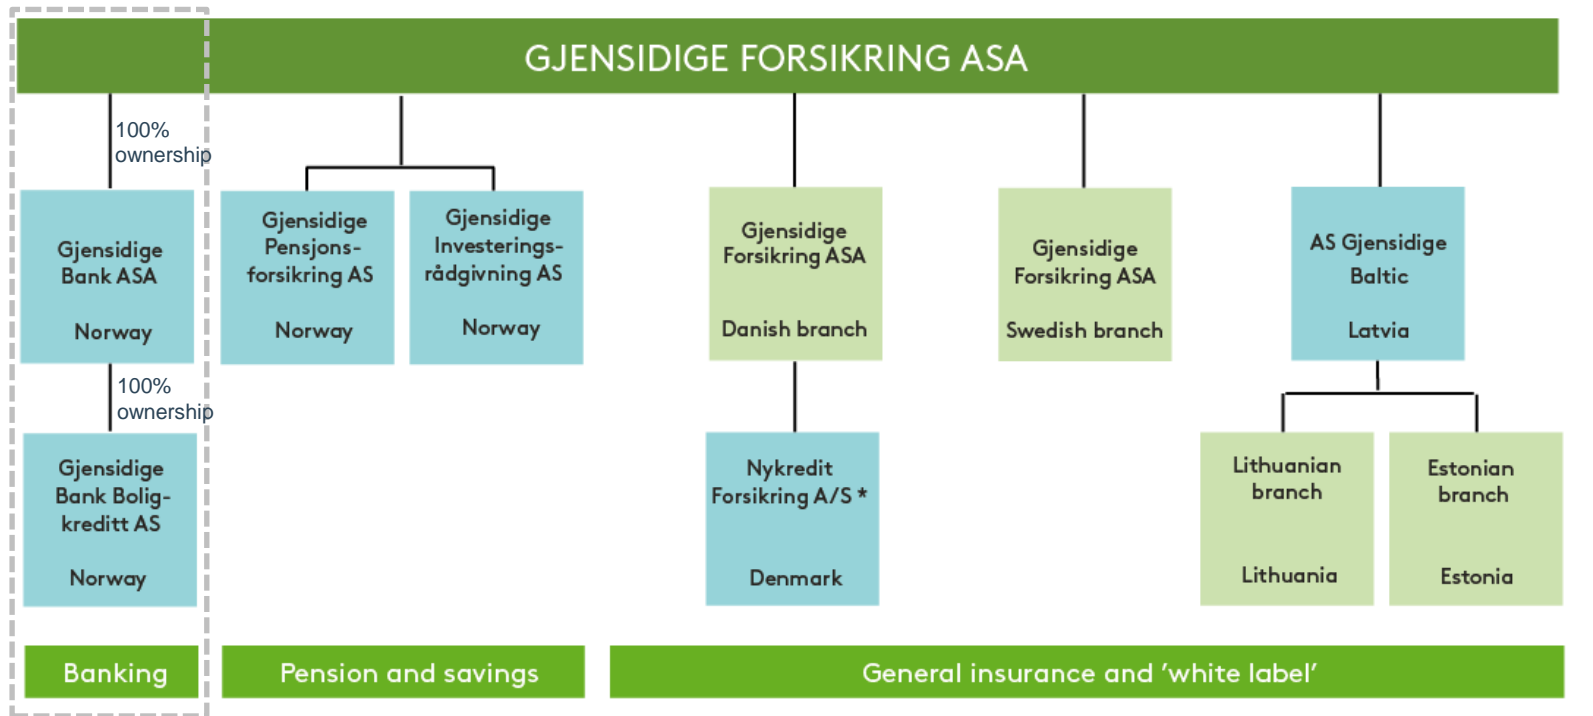 GJENSIDIGE FORSIKRING ASA
100%
ownership
Gjensidige
Bank ASA
Norway
100%
ownership
Gjensidige
Bank Bolig-
kreditt AS
Norway
Gjensidige
Pensjons-
forsikring AS
Norway
Gjensidige
Investerings-
rådgivning AS
Norway
Gjensidige
Forsikring ASA
Danish branch
Nykredit
Forsikring A/S *
Denmark
Gjensidige
Forsikring ASA
Swedish branch
AS Gjensidige
Baltic
Latvia
Lithuanian
branch
Lithuania
Estonian
branch
Estonia
Banking
Pension and savings
General insurance and ’white label’